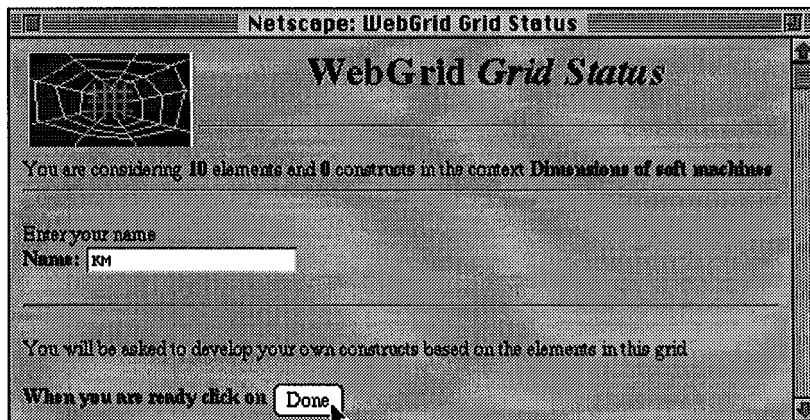 Netscape: WebGrid Grid Status
WebGrid Grid Status
You are considering 10 elements and 0 constructs in the context Dimensions of soft machines
Enter your name
Name: KM
You will be asked to develop your own constructs based on the elements in this grid
When you are ready click on Done